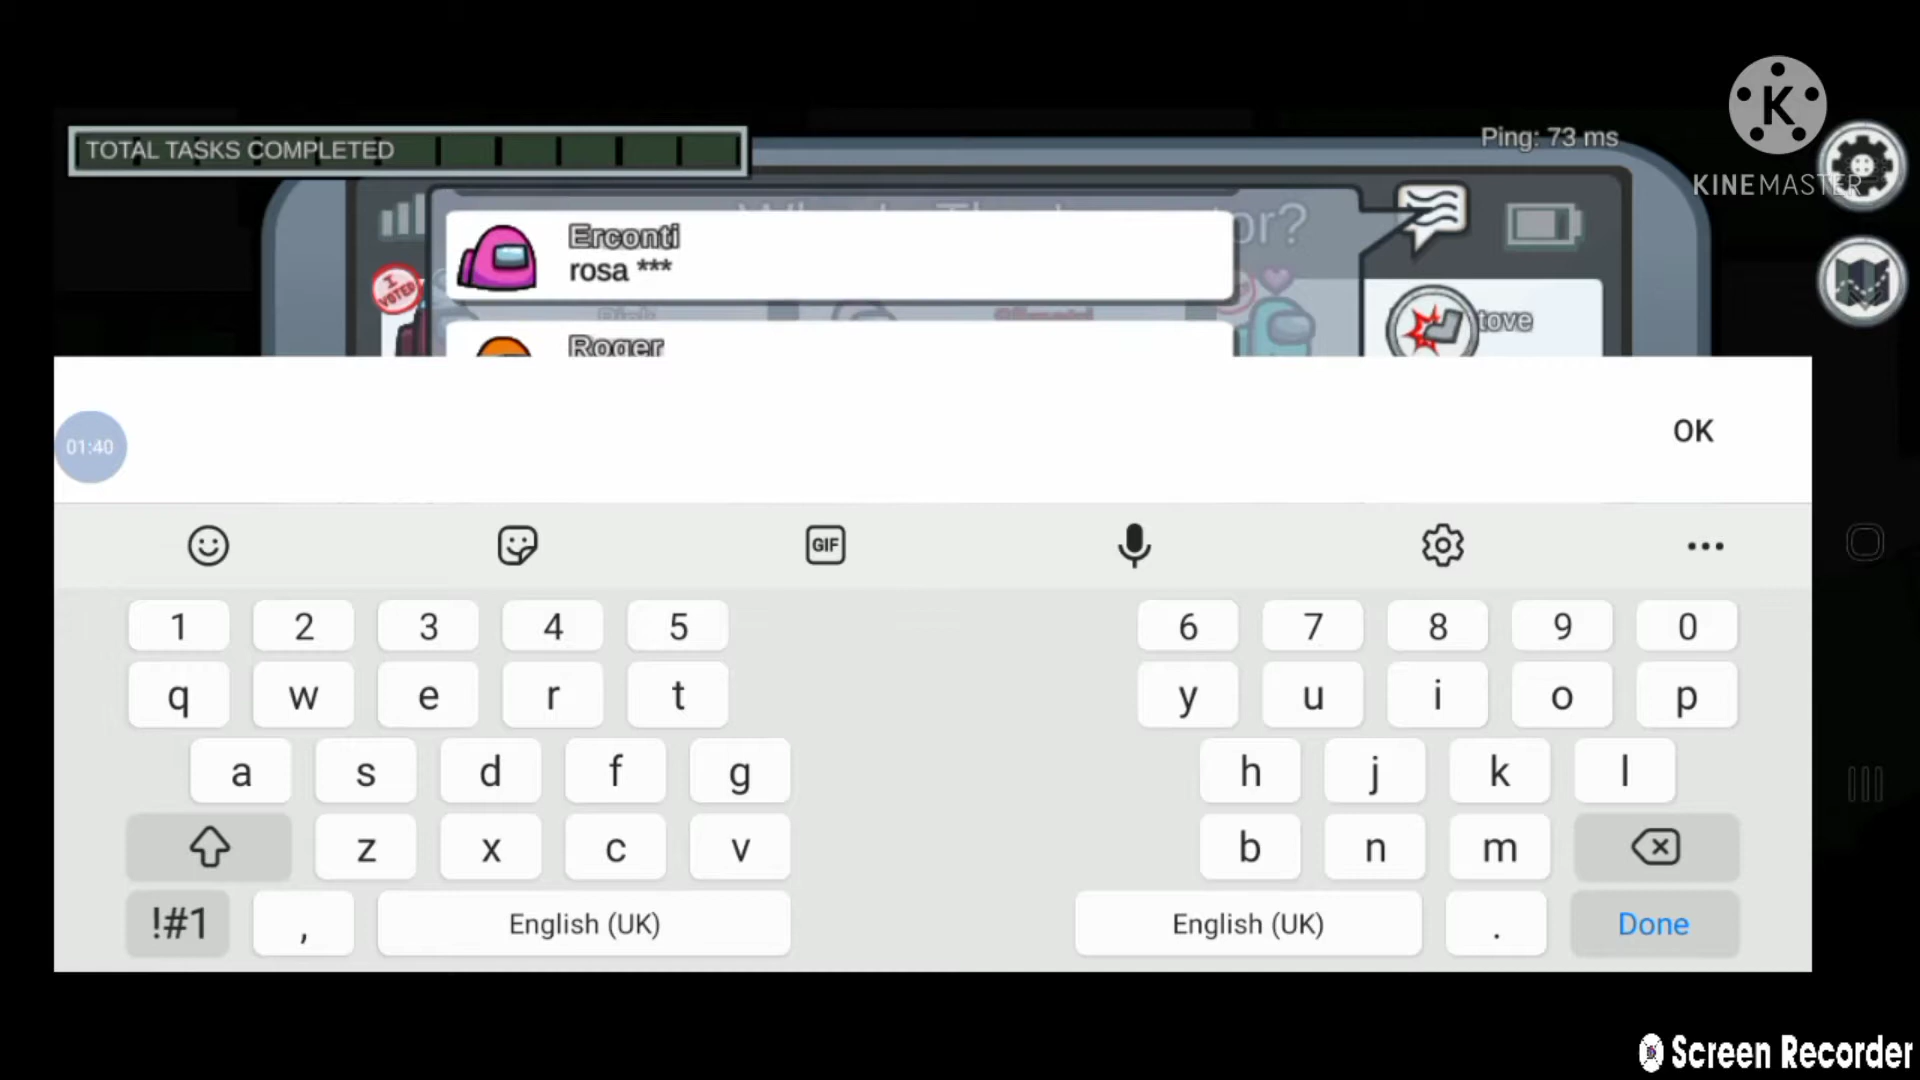 TOTAL TASKS COMPLETED
Ping: 73 ms
KINEMASTER
Erconti
rosa ***
I VOTED
Roger
01:40
OK
GIF
1 2 3 4 5 6 7 8 9 0
q w e r t y u i o p
a s d f g h j k l
z x c v b n m
!#1 , English (UK) English (UK) . Done
Screen Recorder